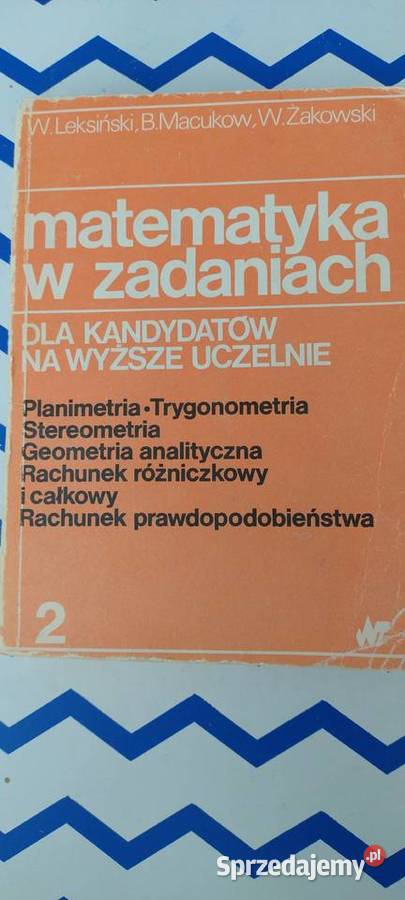 W. Leksiński, B. Macukow, W. Żakowski
matematyka
w zadaniach
DLA KANDYDATÓW
NA WYŻSZE UCZELNIE
Planimetria • Trygonometria
Stereometria
Geometria analityczna
Rachunek różniczkowy
i całkowy
Rachunek prawdopodobieństwa
2
WNT
Sprzedajemy.pl